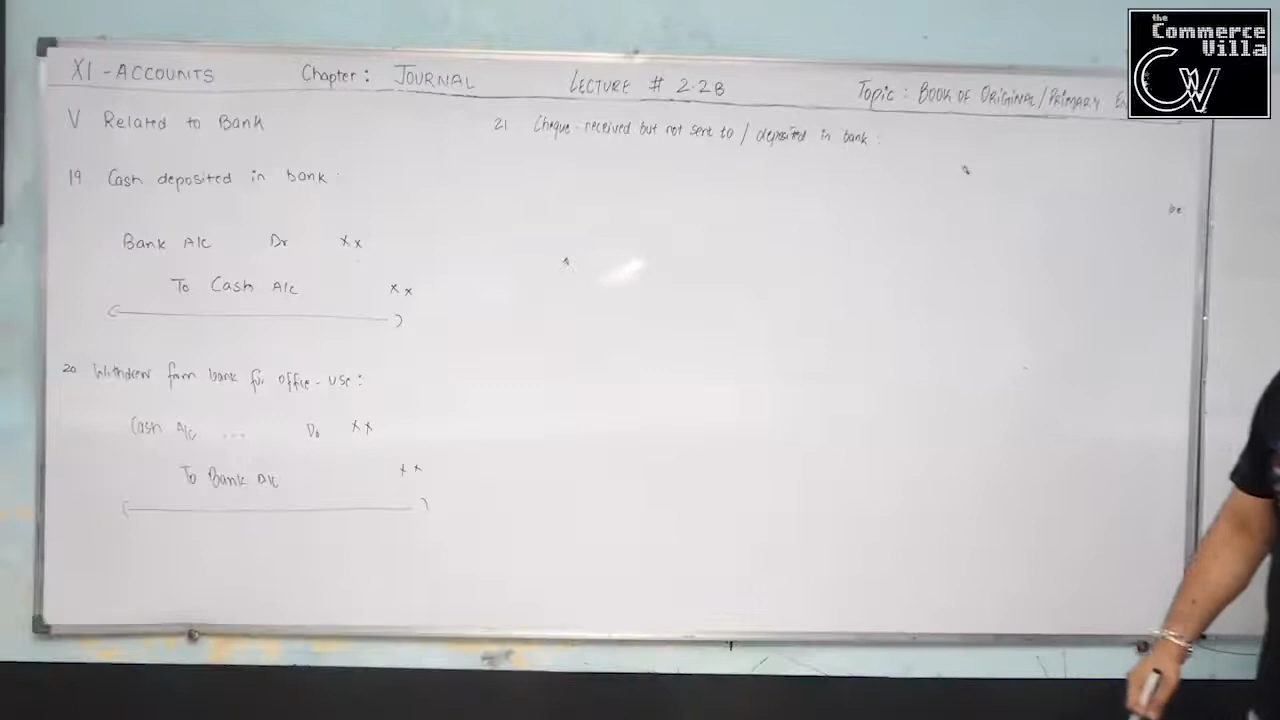 the
Commerce
Villa
CW
XI - ACCOUNTS Chapter : JOURNAL LECTURE # 2.2B Topic : BOOK OF ORIGINAL / PRIMARY
V Related to Bank
19 Cash deposited in bank
Bank A/c Dr xx
To Cash A/c xx
20 Withdrew from bank for office - use :
Cash A/c ... Dr xx
To Bank A/c xx
21 Cheque received but not sent to / deposited in bank :